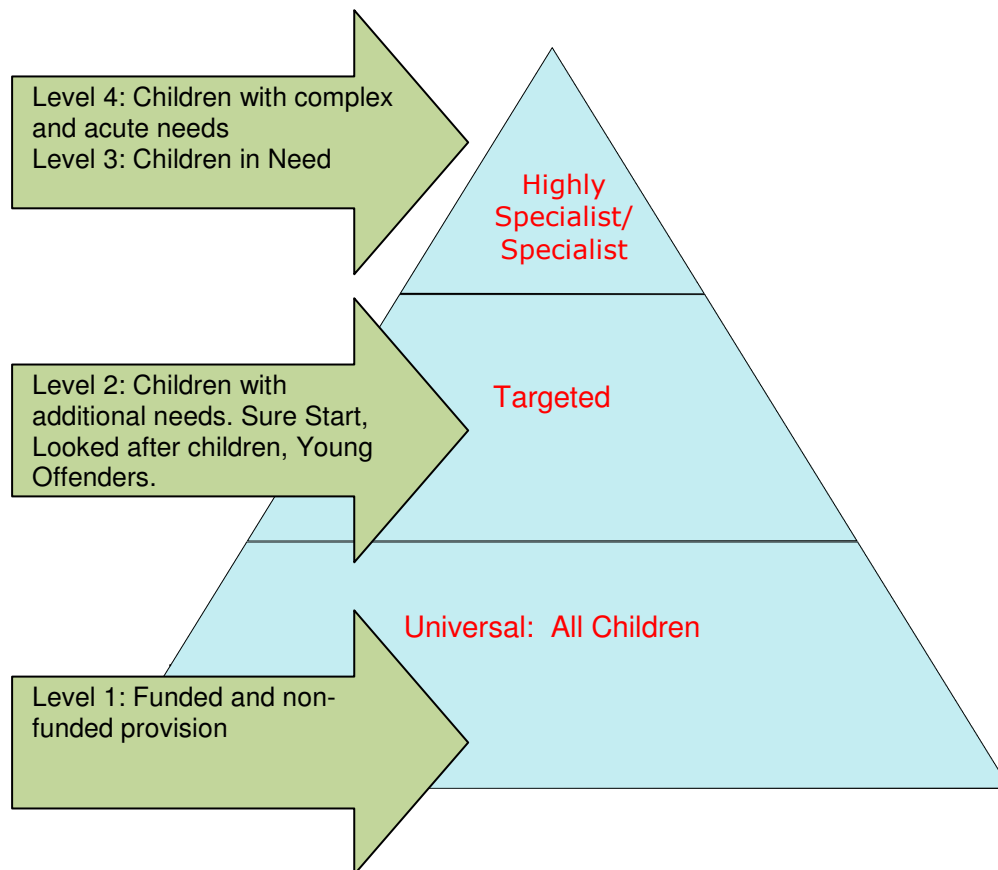 Level 4: Children with complex
and acute needs
Level 3: Children in Need
Highly
Specialist/
Specialist
Level 2: Children with
additional needs. Sure Start,
Looked after children, Young
Offenders.
Targeted
Universal:  All Children
Level 1: Funded and non-
funded provision